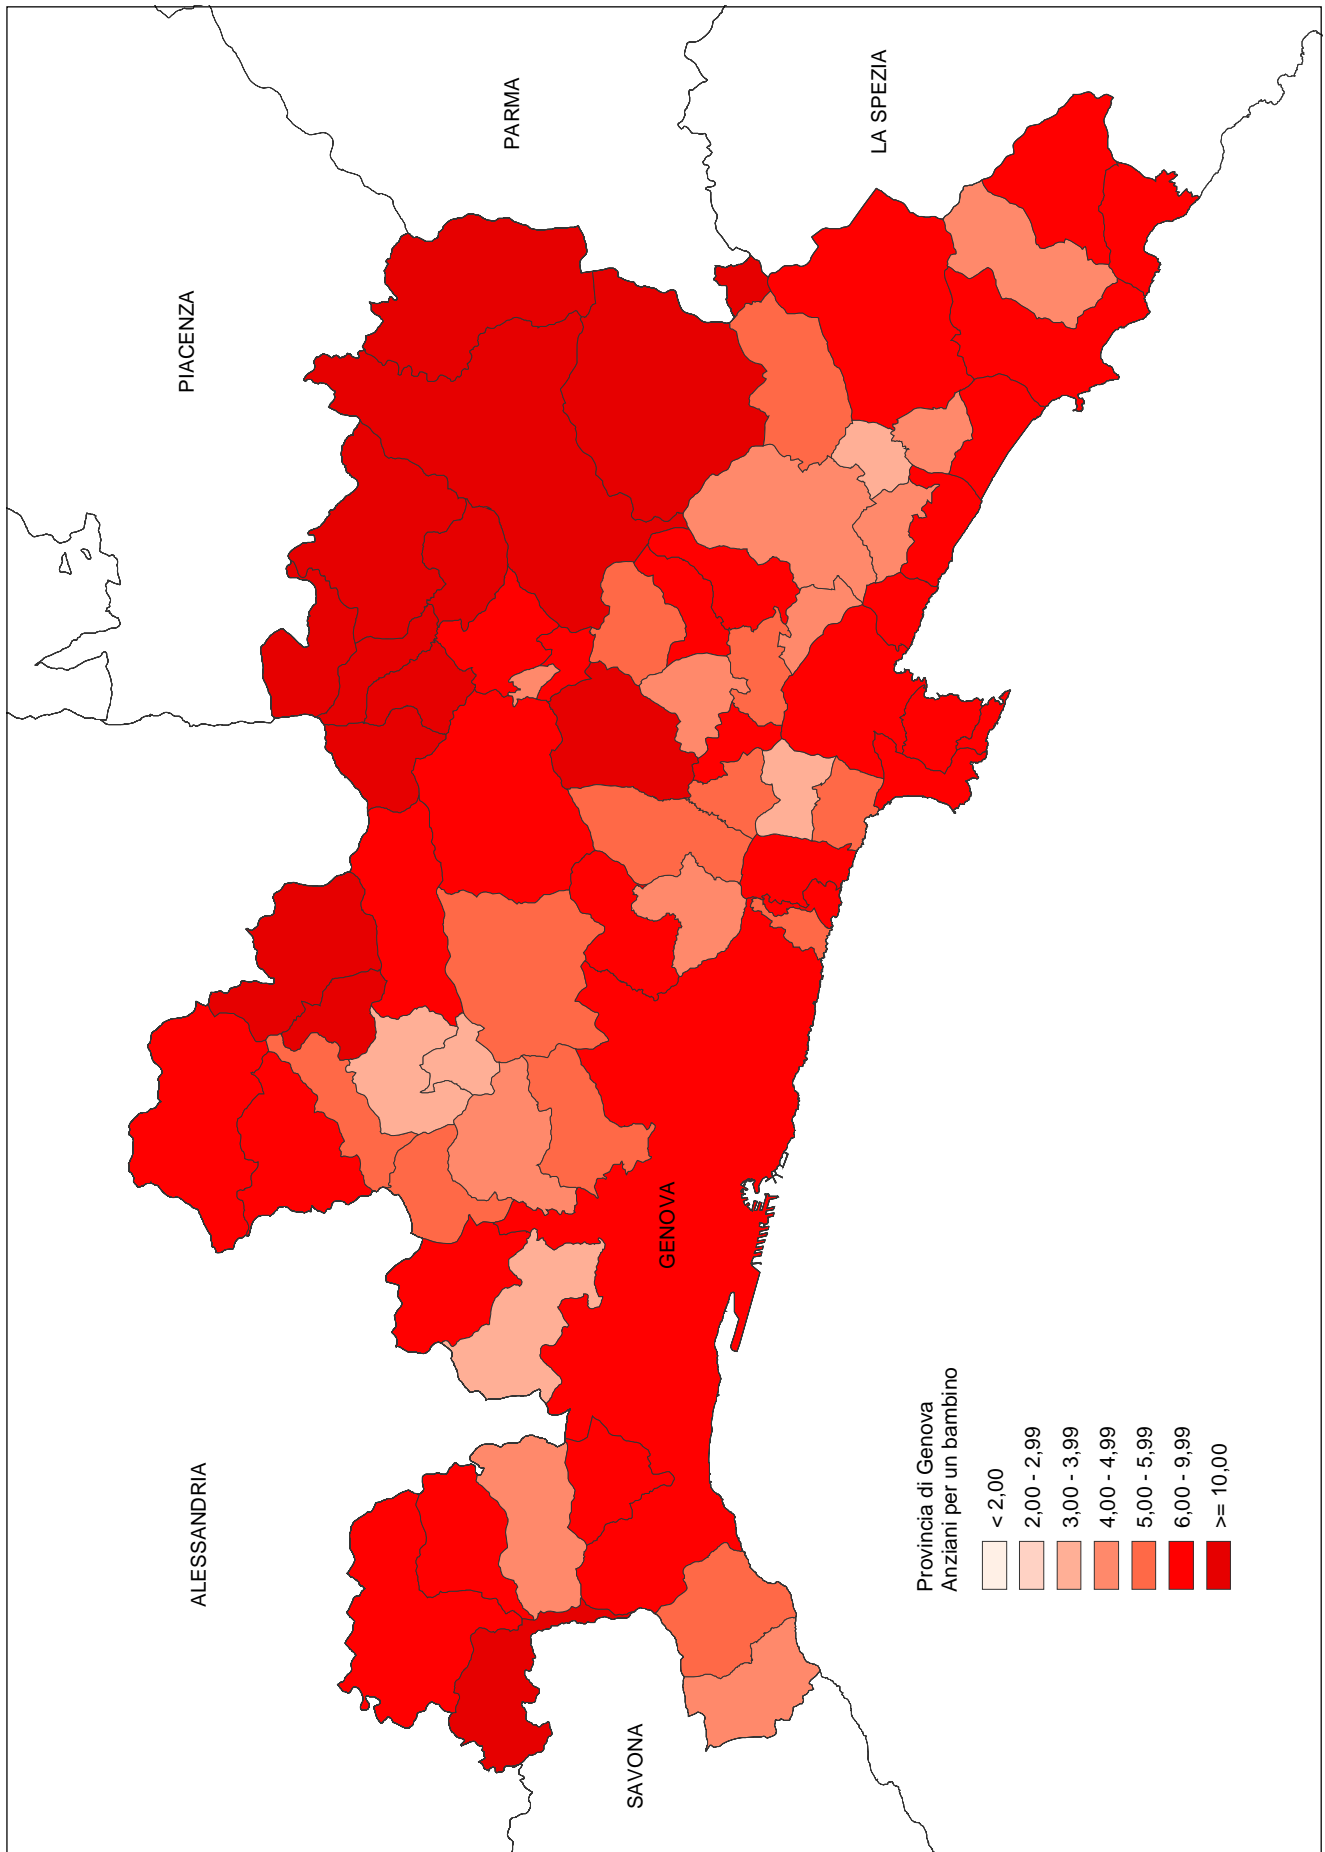 ALESSANDRIA
PIACENZA
PARMA
LA SPEZIA
GENOVA
SAVONA
Provincia di Genova
Anziani per un bambino
< 2,00
2,00 - 2,99
3,00 - 3,99
4,00 - 4,99
5,00 - 5,99
6,00 - 9,99
>= 10,00